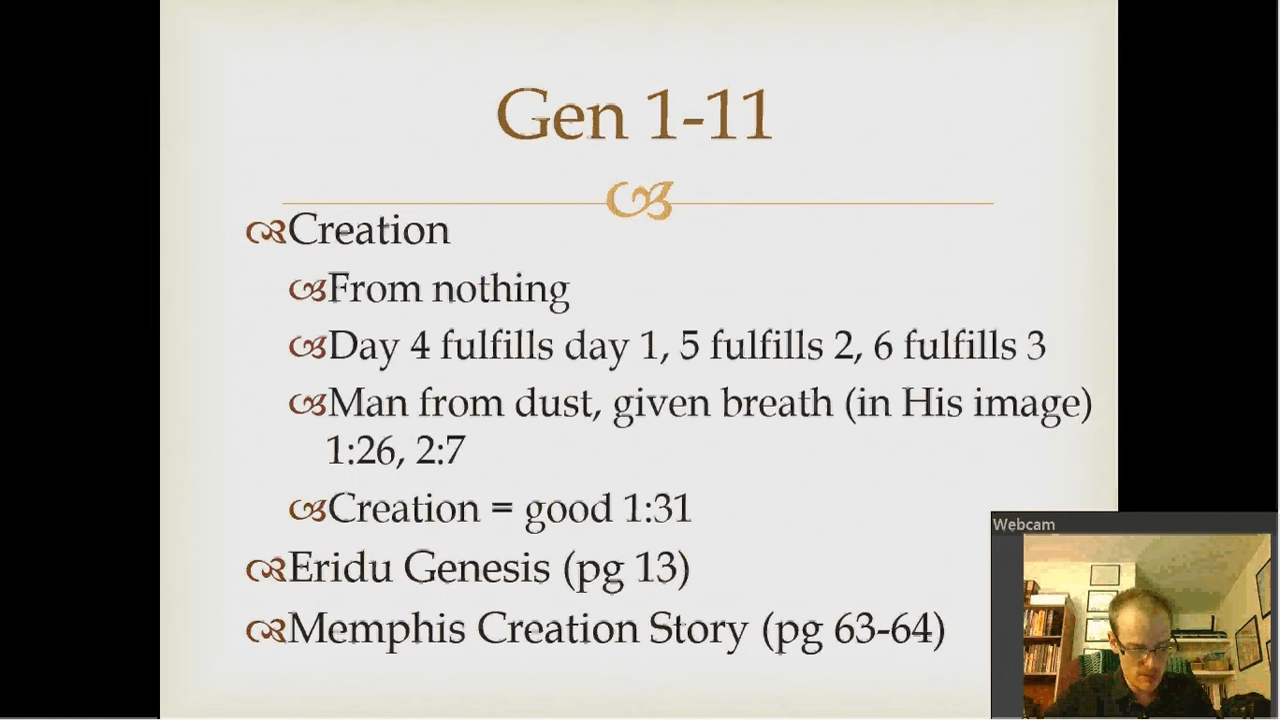 Gen 1-11
Creation
From nothing
Day 4 fulfills day 1, 5 fulfills 2, 6 fulfills 3
Man from dust, given breath (in His image)
1:26, 2:7
Creation = good 1:31
Eridu Genesis (pg 13)
Memphis Creation Story (pg 63-64)
Webcam